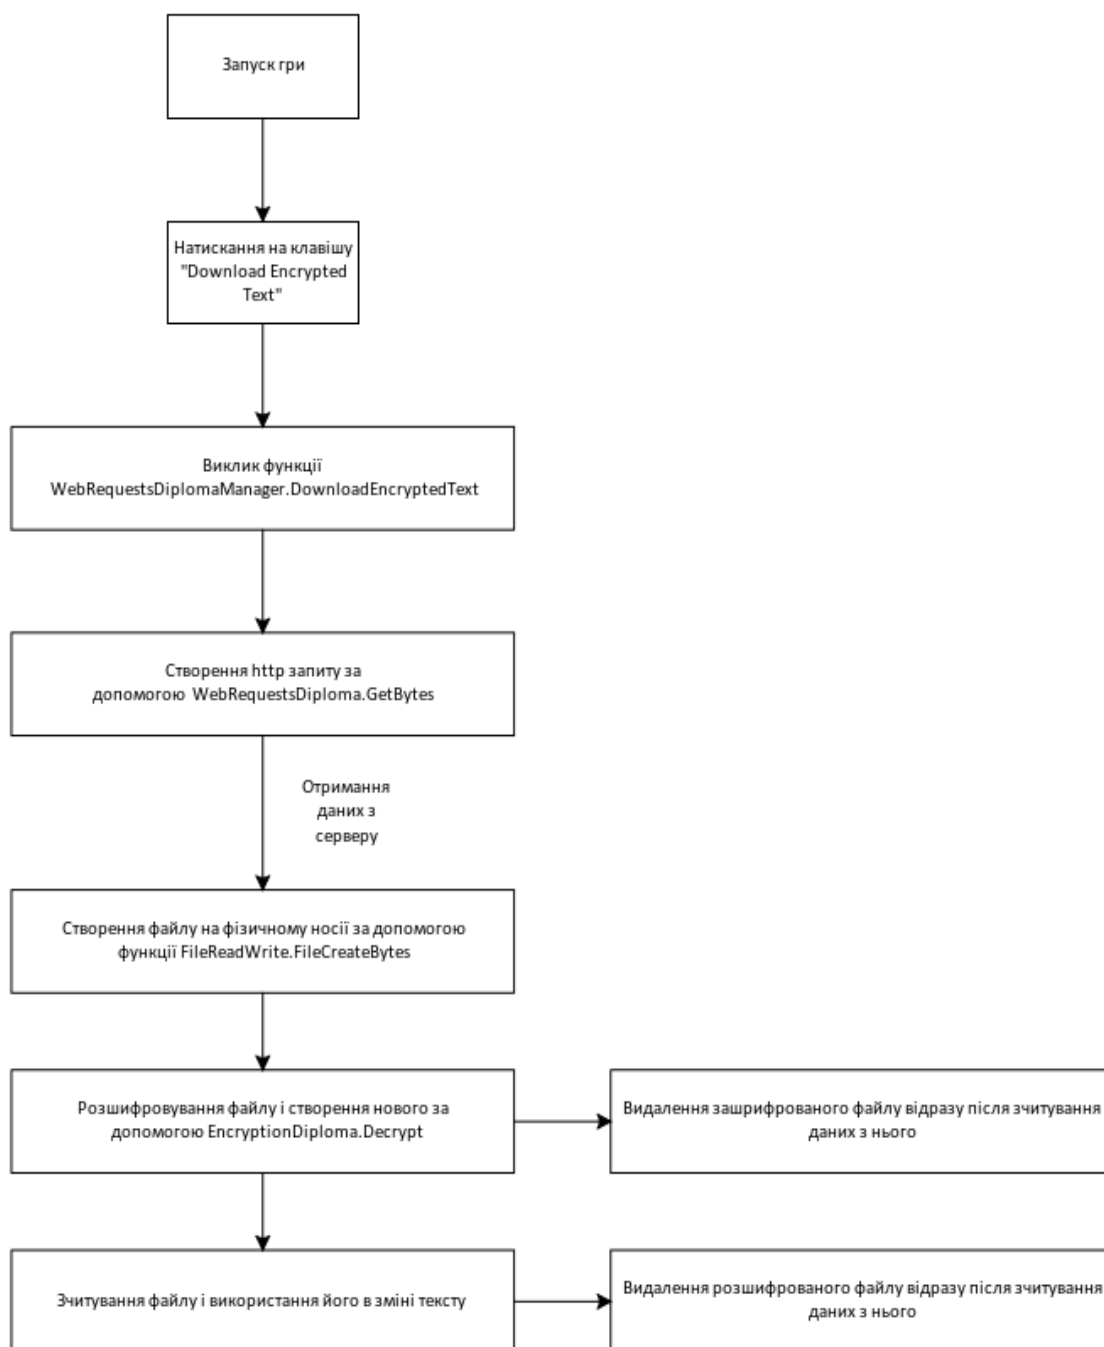 Запуск гри
Натискання на клавішу
"Download Encrypted
Text"
Виклик функції
WebRequestsDiplomaManager.DownloadEncryptedText
Створення http запиту за
допомогою WebRequestsDiploma.GetBytes
Отримання
даних з
серверу
Створення файлу на фізичному носії за допомогою
функції FileReadWrite.FileCreateBytes
Розшифровування файлу і створення нового за
допомогою EncryptionDiploma.Decrypt
Видалення зашрифрованого файлу відразу після зчитування
даних з нього
Зчитування файлу і використання його в зміні тексту
Видалення розшифрованого файлу відразу після зчитування
даних з нього